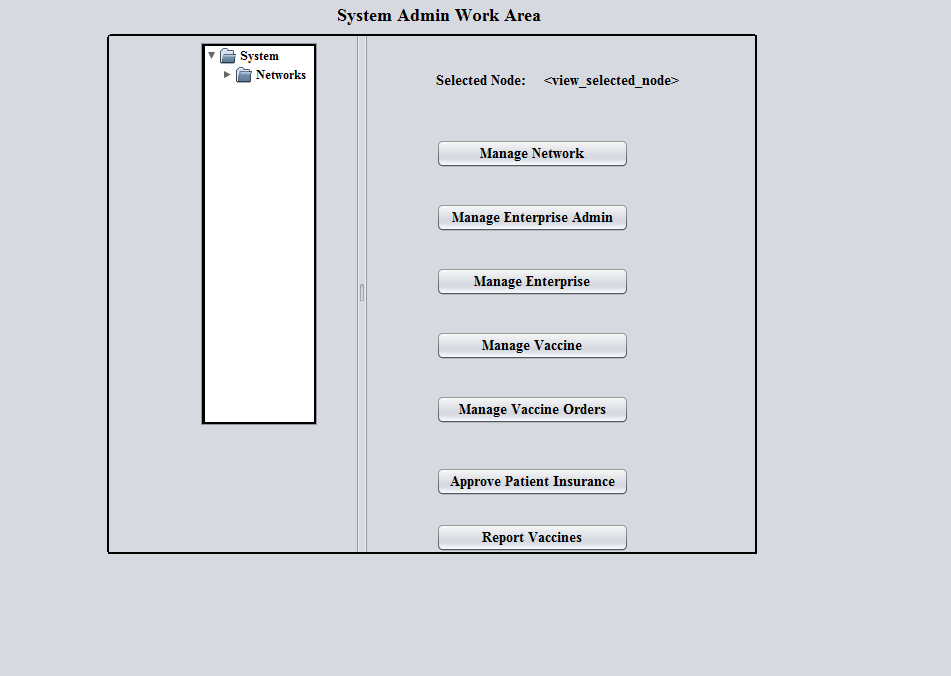 System Admin Work Area
System
Networks
Selected Node: <view_selected_node>
Manage Network
Manage Enterprise Admin
Manage Enterprise
Manage Vaccine
Manage Vaccine Orders
Approve Patient Insurance
Report Vaccines